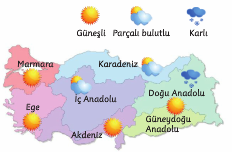 Güneşli Parçalı bulutlu Karlı
Marmara
Karadeniz
Ege
İç Anadolu
Doğu Anadolu
Akdeniz
Güneydoğu
Anadolu